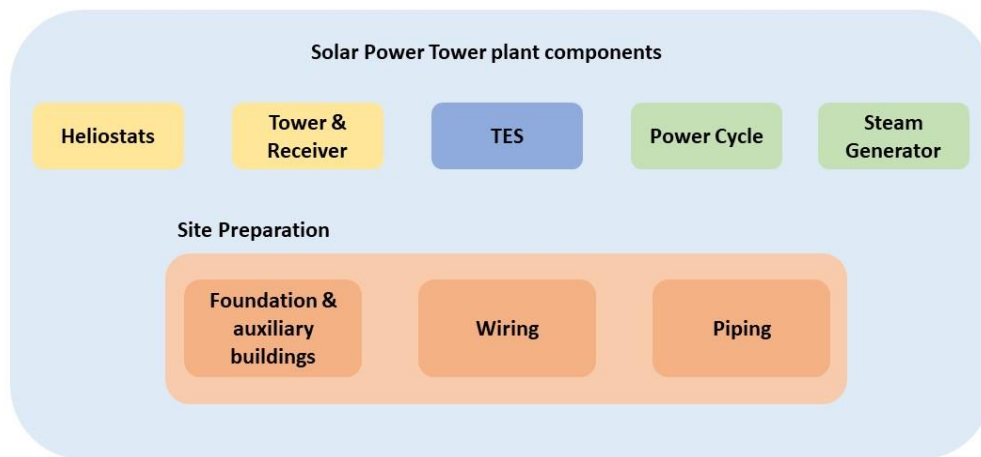 Solar Power Tower plant components
Heliostats
Tower &
Receiver
TES
Power Cycle
Steam
Generator
Site Preparation
Foundation &
auxiliary
buildings
Wiring
Piping